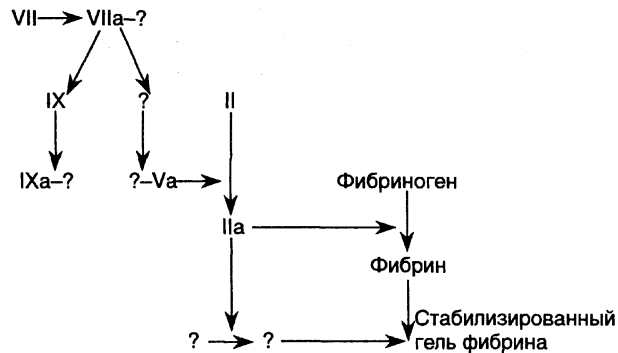 VII VIIa–?
IX ? II
IXa–? ?–Va Фибриноген
IIa
Фибрин
Стабилизированный
? ? гель фибрина